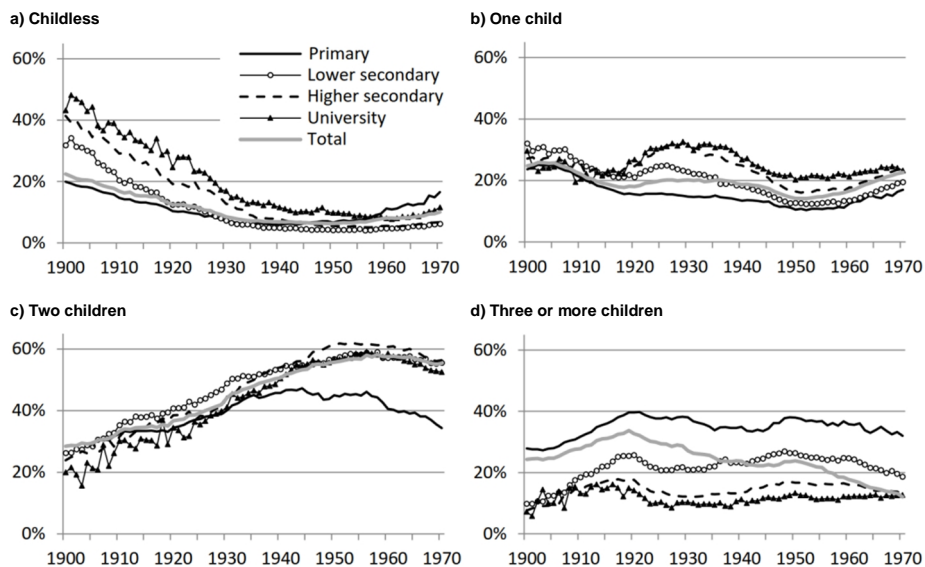 a) Childless
60%
40%
20%
0%
1900 1910 1920 1930 1940 1950 1960 1970
Primary
Lower secondary
Higher secondary
University
Total
b) One child
60%
40%
20%
0%
1900 1910 1920 1930 1940 1950 1960 1970
c) Two children
60%
40%
20%
0%
1900 1910 1920 1930 1940 1950 1960 1970
d) Three or more children
60%
40%
20%
0%
1900 1910 1920 1930 1940 1950 1960 1970